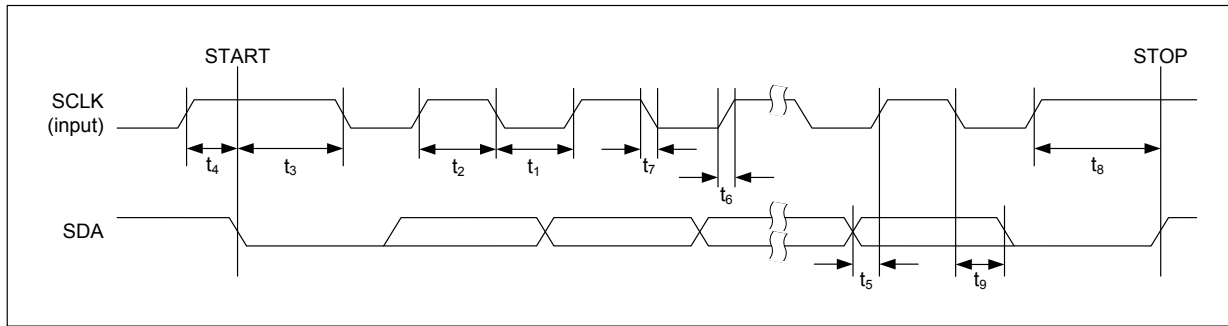 START
STOP
SCLK
(input)
t4
t3
t2
t1
t7
t6
t8
SDA
t5
t9